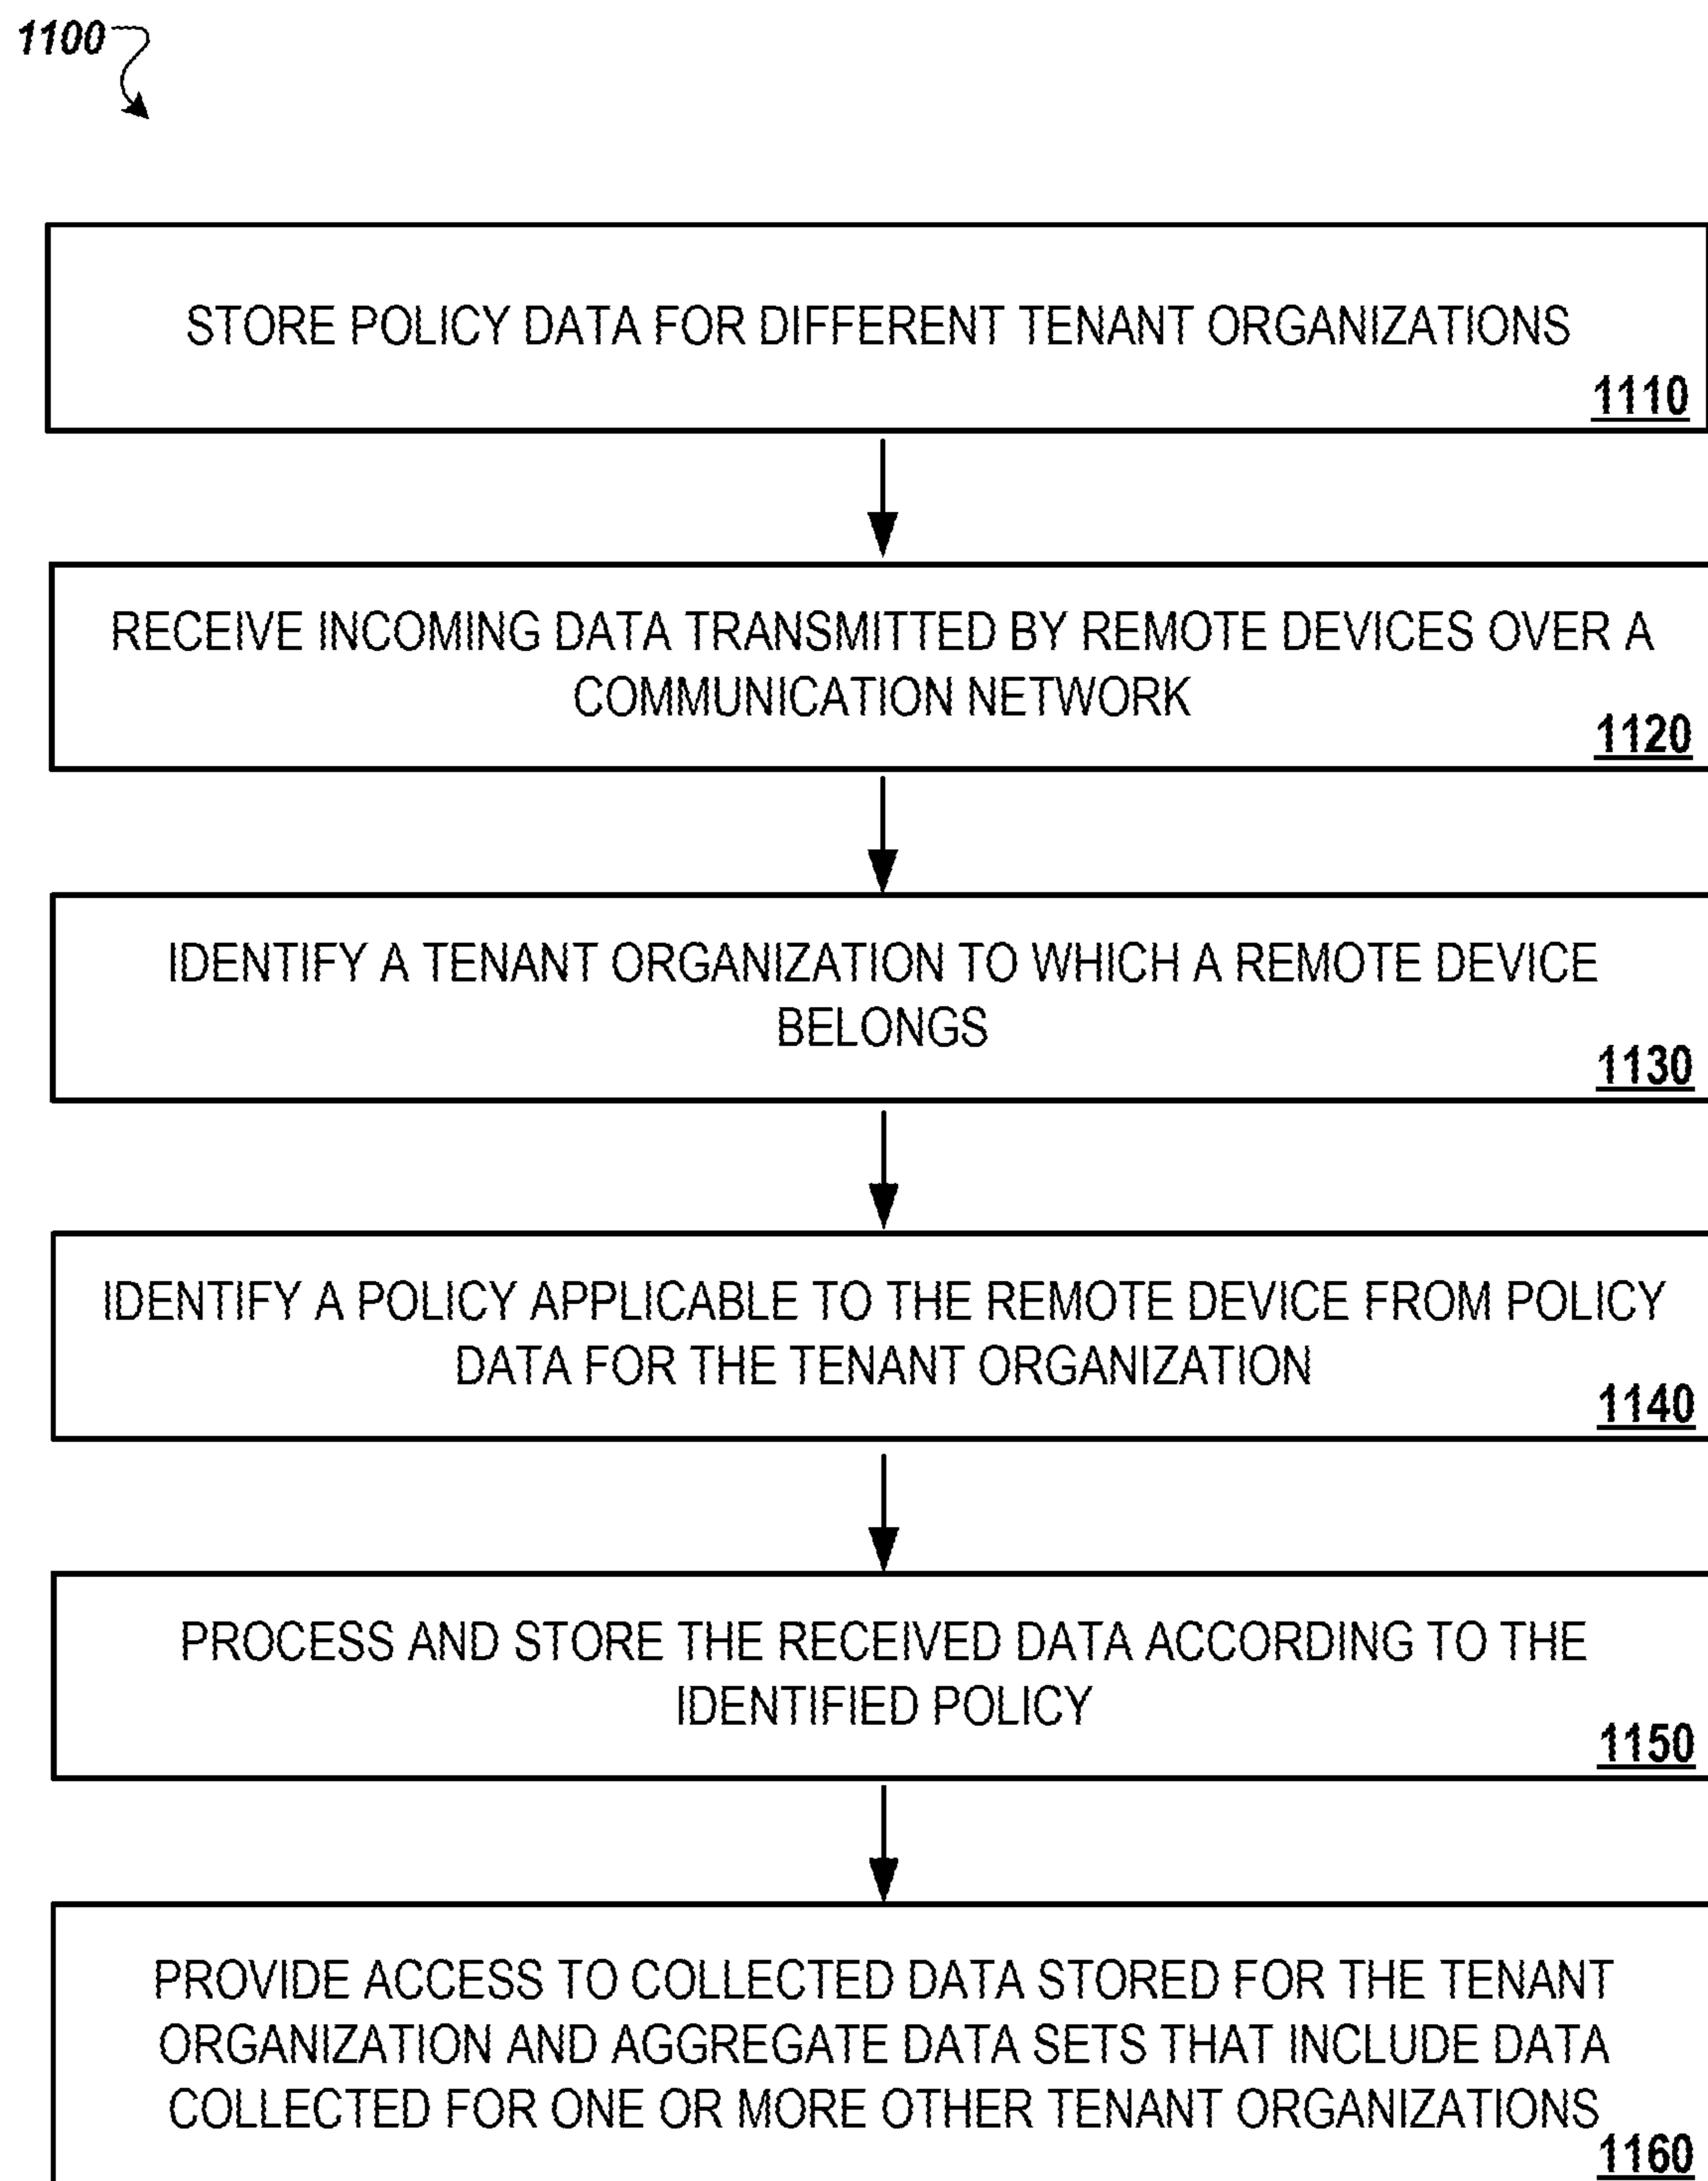 1100
STORE POLICY DATA FOR DIFFERENT TENANT ORGANIZATIONS
1110
RECEIVE INCOMING DATA TRANSMITTED BY REMOTE DEVICES OVER A
COMMUNICATION NETWORK
1120
IDENTIFY A TENANT ORGANIZATION TO WHICH A REMOTE DEVICE
BELONGS
1130
IDENTIFY A POLICY APPLICABLE TO THE REMOTE DEVICE FROM POLICY
DATA FOR THE TENANT ORGANIZATION
1140
PROCESS AND STORE THE RECEIVED DATA ACCORDING TO THE
IDENTIFIED POLICY
1150
PROVIDE ACCESS TO COLLECTED DATA STORED FOR THE TENANT
ORGANIZATION AND AGGREGATE DATA SETS THAT INCLUDE DATA
COLLECTED FOR ONE OR MORE OTHER TENANT ORGANIZATIONS
1160